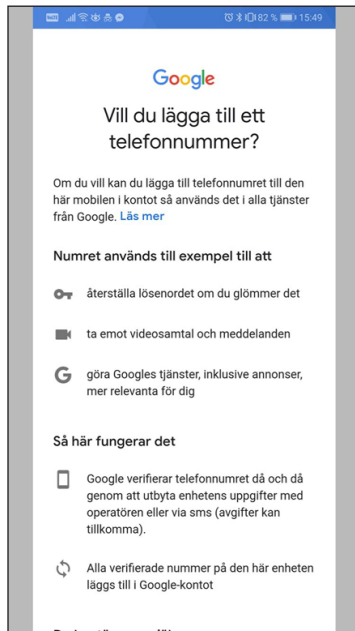 82 % 15:49
Google
Vill du lägga till ett
telefonnummer?
Om du vill kan du lägga till telefonnumret till den
här mobilen i kontot så används det i alla tjänster
från Google. Läs mer
Numret används till exempel till att
återställa lösenordet om du glömmer det
ta emot videosamtal och meddelanden
göra Googles tjänster, inklusive annonser,
mer relevanta för dig
Så här fungerar det
Google verifierar telefonnumret då och då
genom att utbyta enhetens uppgifter med
operatören eller via sms (avgifter kan
tillkomma).
Alla verifierade nummer på den här enheten
läggs till i Google-kontot